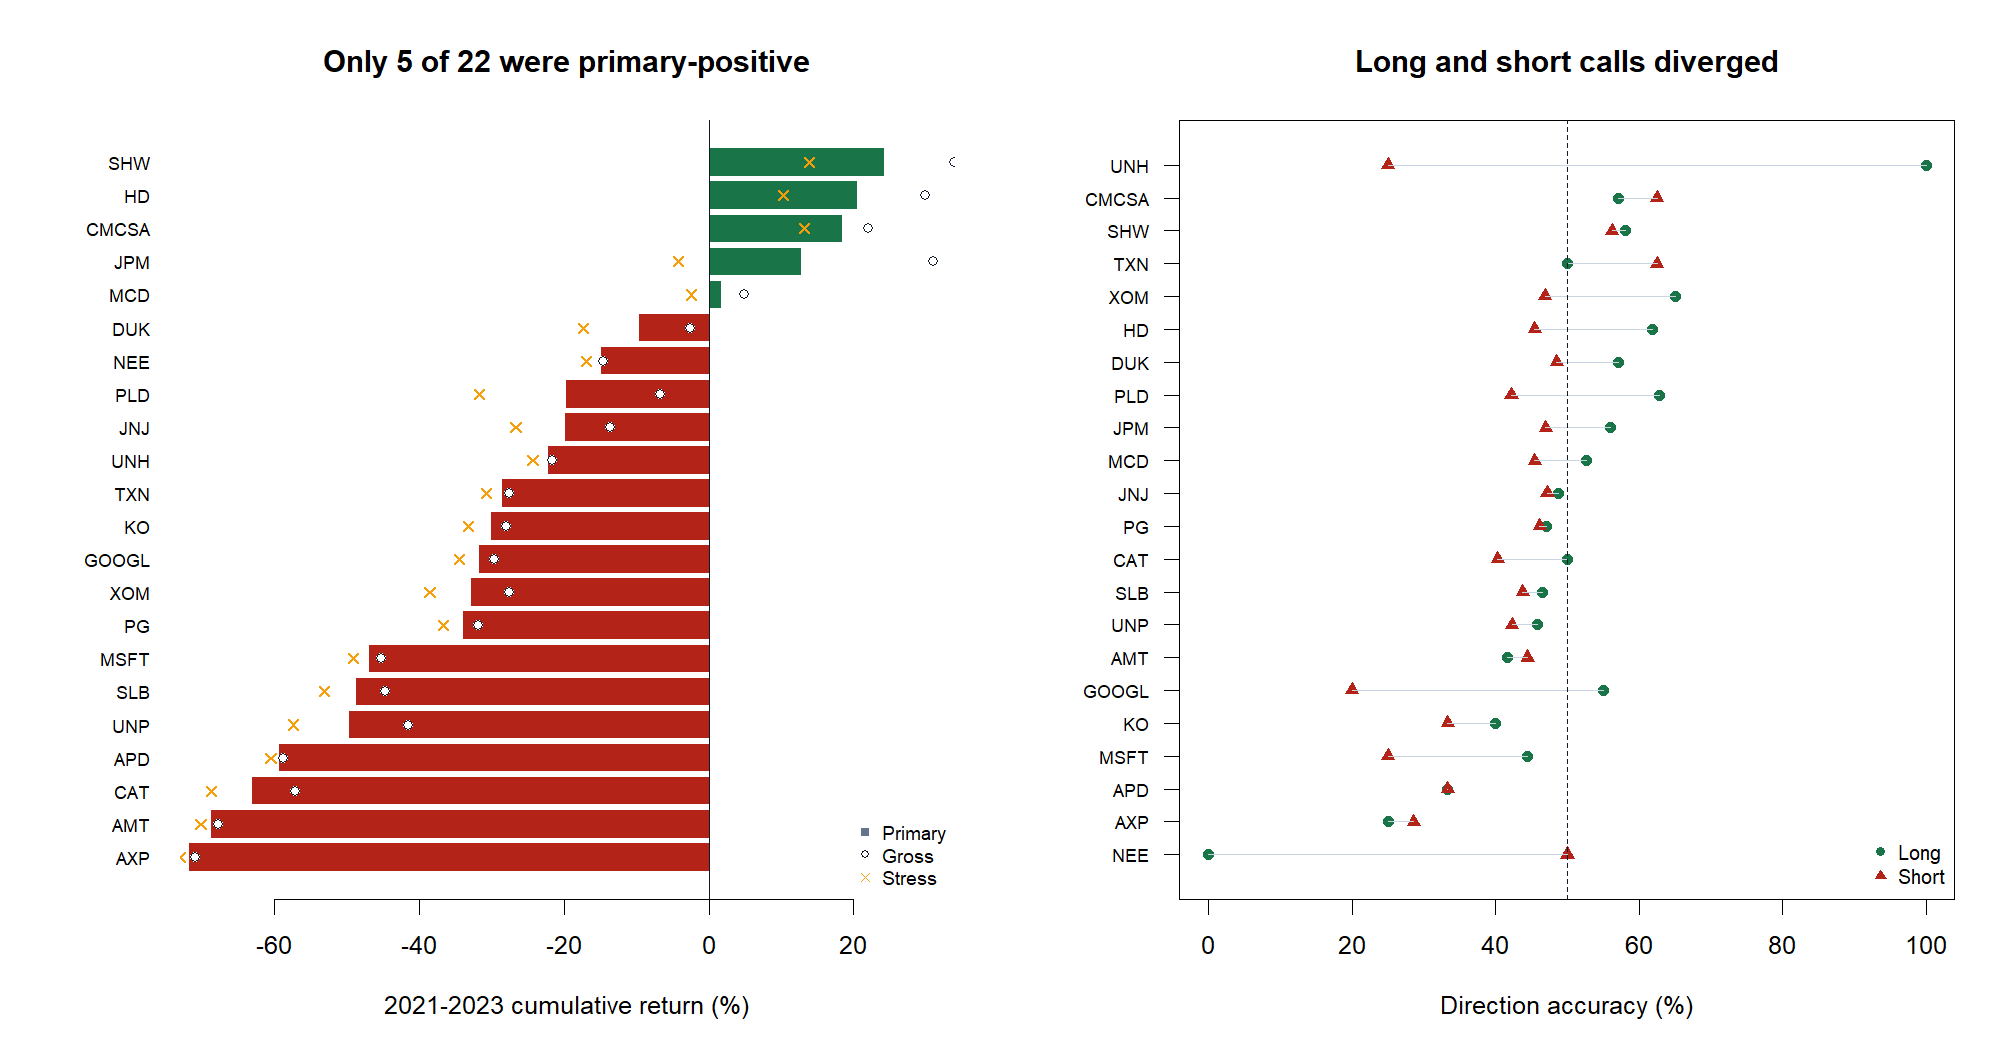 Only 5 of 22 were primary-positive
SHW
HD
CMCSA
JPM
MCD
DUK
NEE
PLD
JNJ
UNH
TXN
KO
GOOGL
XOM
PG
MSFT
SLB
UNP
APD
CAT
AMT
AXP
Primary
Gross
Stress
-60 -40 -20 0 20
2021-2023 cumulative return (%)
Long and short calls diverged
UNH
CMCSA
SHW
TXN
XOM
HD
DUK
PLD
JPM
MCD
JNJ
PG
CAT
SLB
UNP
AMT
GOOGL
KO
MSFT
APD
AXP
NEE
Long
Short
0 20 40 60 80 100
Direction accuracy (%)